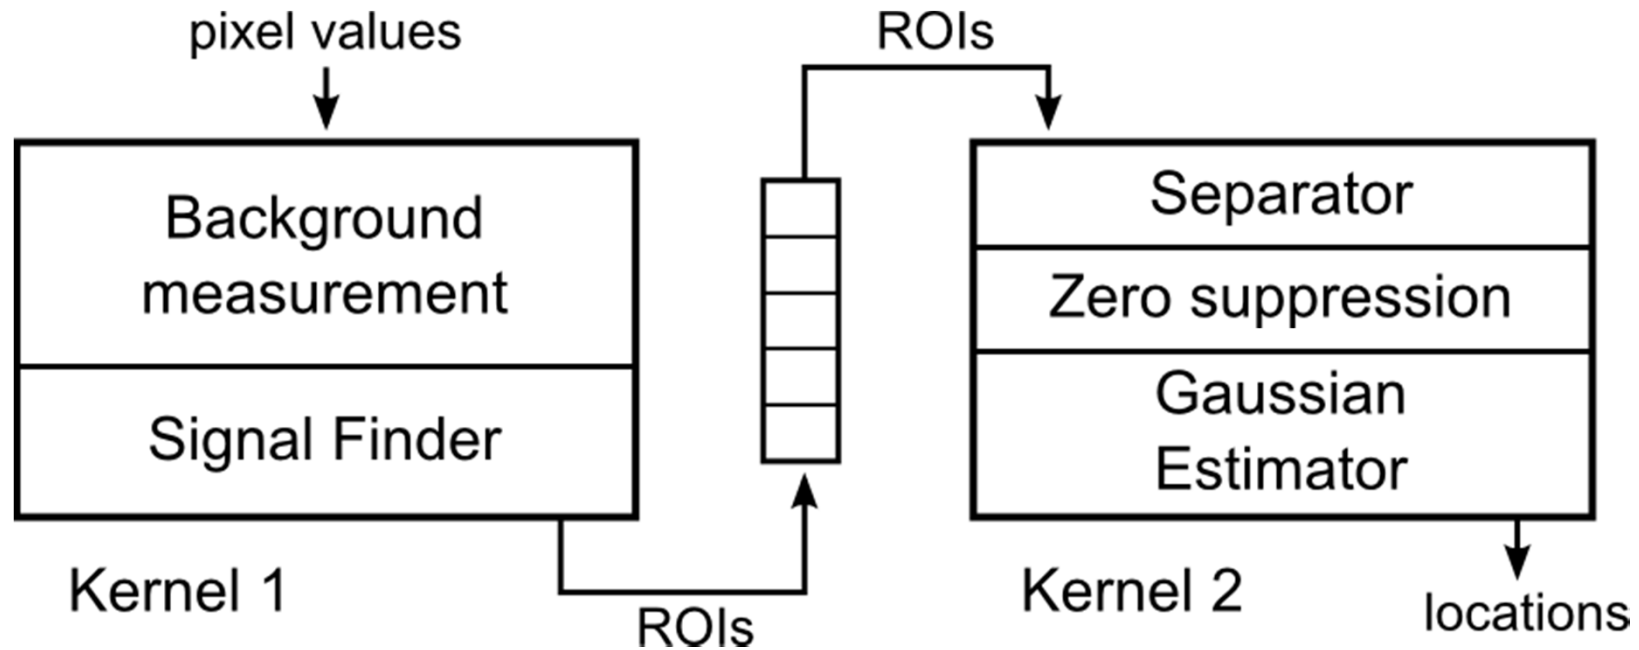 pixel values
Background
measurement
Signal Finder
Kernel 1
ROIs
ROIs
Separator
Zero suppression
Gaussian
Estimator
Kernel 2
locations